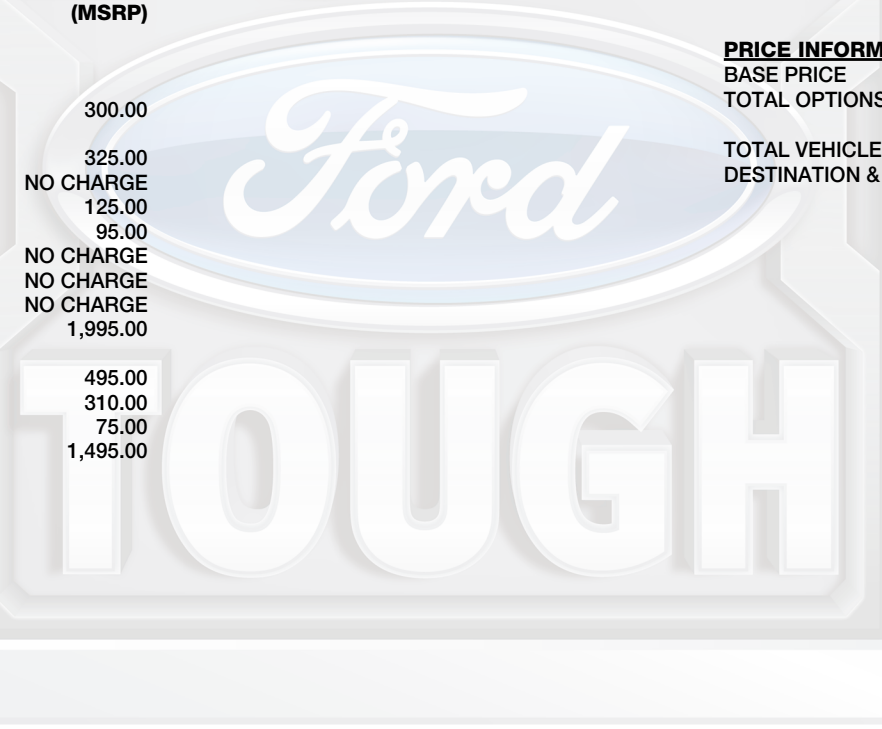 (MSRP)
300.00
325.00
NO CHARGE
125.00
95.00
NO CHARGE
NO CHARGE
NO CHARGE
1,995.00
495.00
310.00
75.00
1,495.00
PRICE INFORM
BASE PRICE
TOTAL OPTIONS
TOTAL VEHICLE
DESTINATION &
Ford
TOUGH